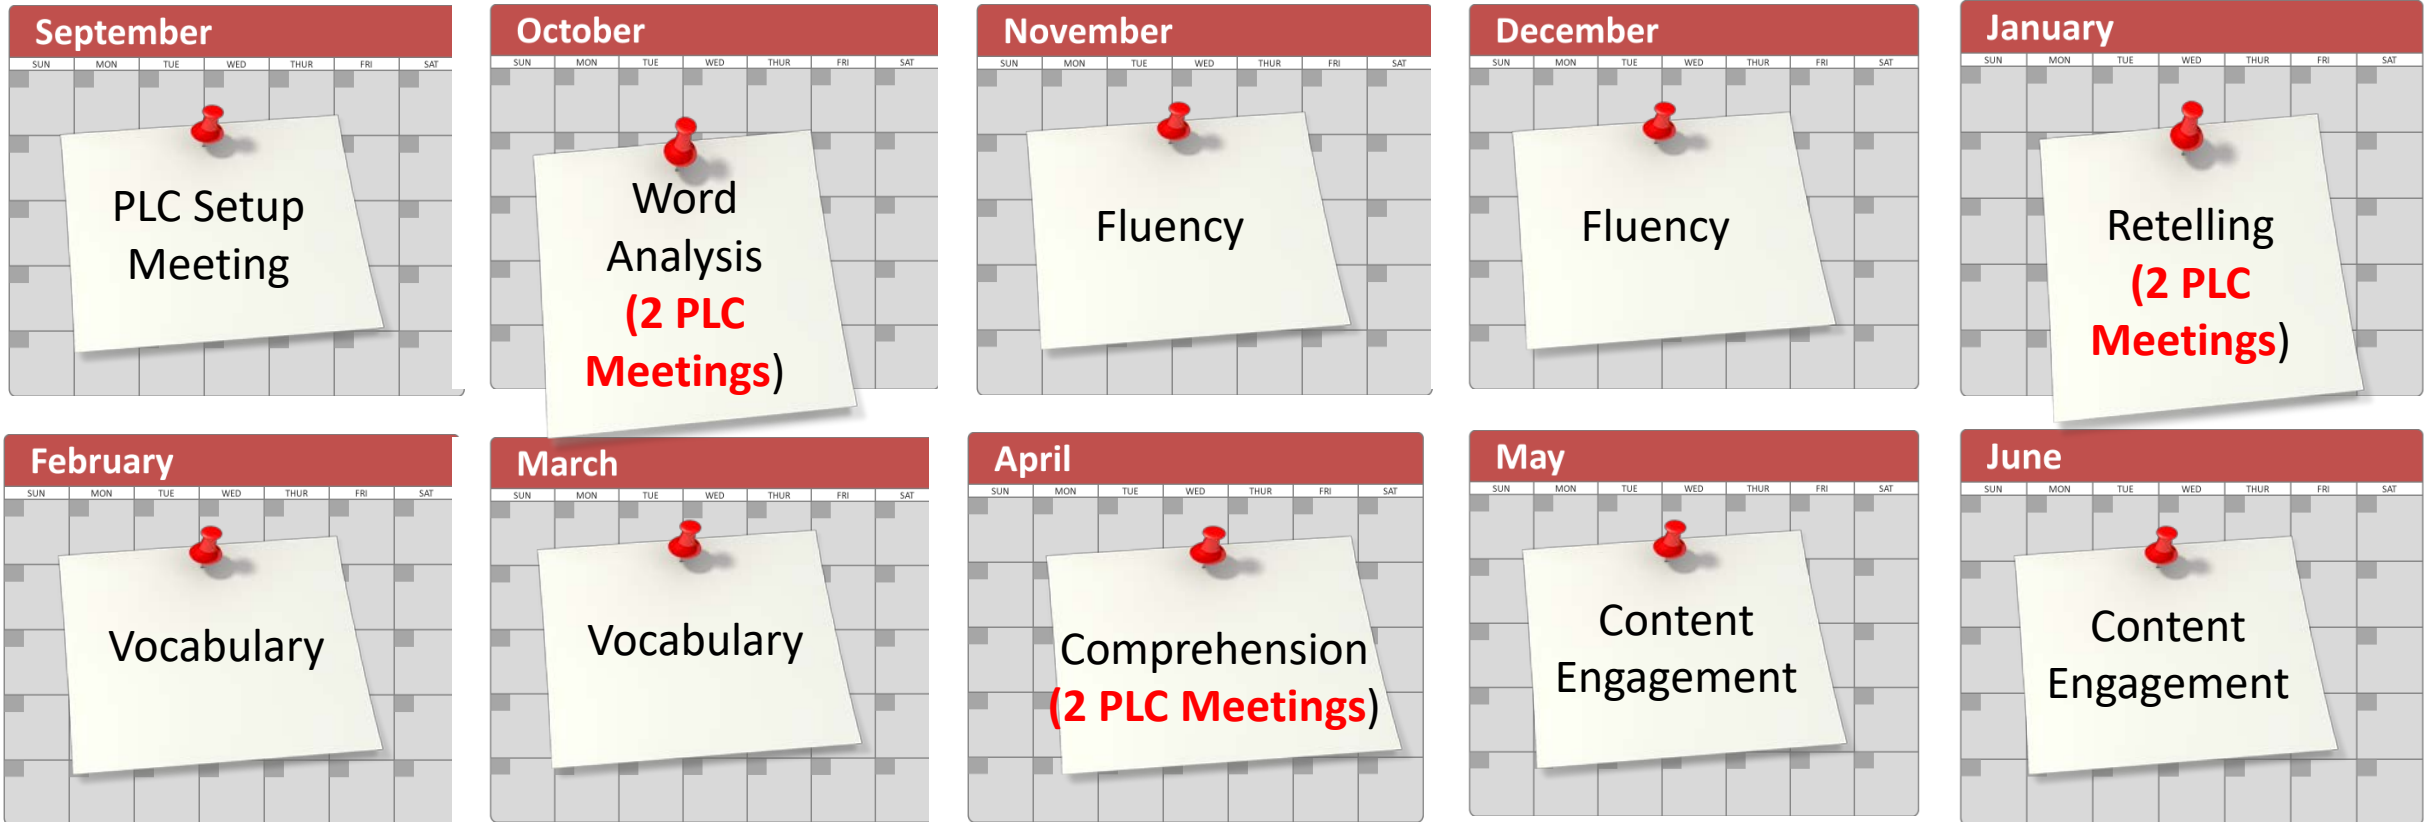 September
SUN MON TUE WED THUR FRI SAT
PLC Setup
Meeting
October
SUN MON TUE WED THUR FRI SAT
Word
Analysis
(2 PLC
Meetings)
November
SUN MON TUE WED THUR FRI SAT
Fluency
December
SUN MON TUE WED THUR FRI SAT
Fluency
January
SUN MON TUE WED THUR FRI SAT
Retelling
(2 PLC
Meetings)
February
SUN MON TUE WED THUR FRI SAT
Vocabulary
March
SUN MON TUE WED THUR FRI SAT
Vocabulary
April
SUN MON TUE WED THUR FRI SAT
Comprehension
(2 PLC Meetings)
May
SUN MON TUE WED THUR FRI SAT
Content
Engagement
June
SUN MON TUE WED THUR FRI SAT
Content
Engagement